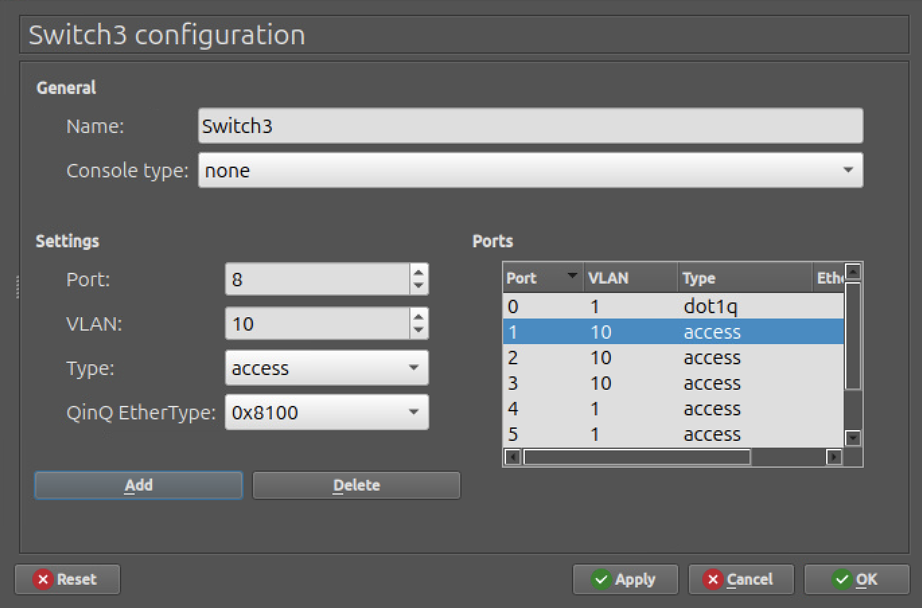 Switch3 configuration
General
Name: Switch3
Console type: none
Settings
Port: 8
VLAN: 10
Type: access
QinQ EtherType: 0x8100
Add Delete
Ports
Port VLAN Type Ethe
0 1 dot1q
1 10 access
2 10 access
3 10 access
4 1 access
5 1 access
Reset Apply Cancel OK